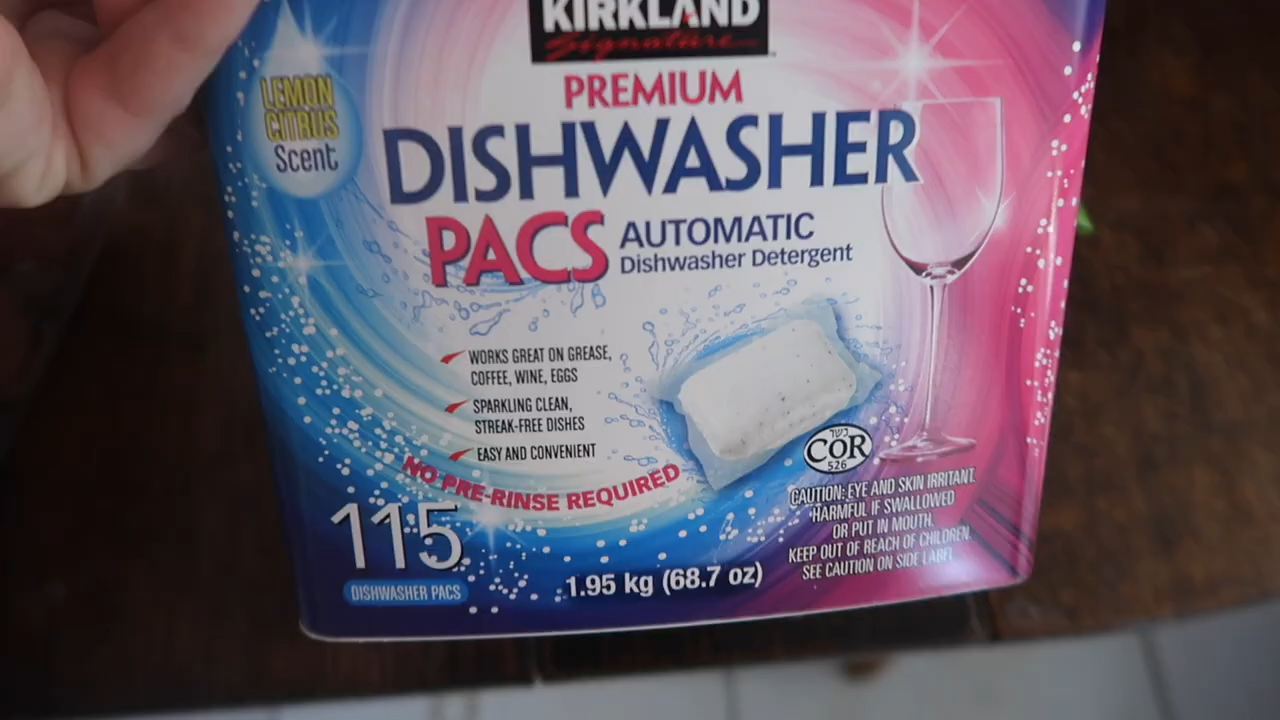 KIRKLAND
Signature
PREMIUM
DISHWASHER
PACS
AUTOMATIC
Dishwasher Detergent
LEMON
CITRUS
Scent
WORKS GREAT ON GREASE,
COFFEE, WINE, EGGS
SPARKLING CLEAN,
STREAK-FREE DISHES
EASY AND CONVENIENT
NO PRE-RINSE REQUIRED
115
DISHWASHER PACS
1.95 kg (68.7 oz)
כשר
COR
526
CAUTION: EYE AND SKIN IRRITANT.
HARMFUL IF SWALLOWED
OR PUT IN MOUTH.
KEEP OUT OF REACH OF CHILDREN.
SEE CAUTION ON SIDE LABEL